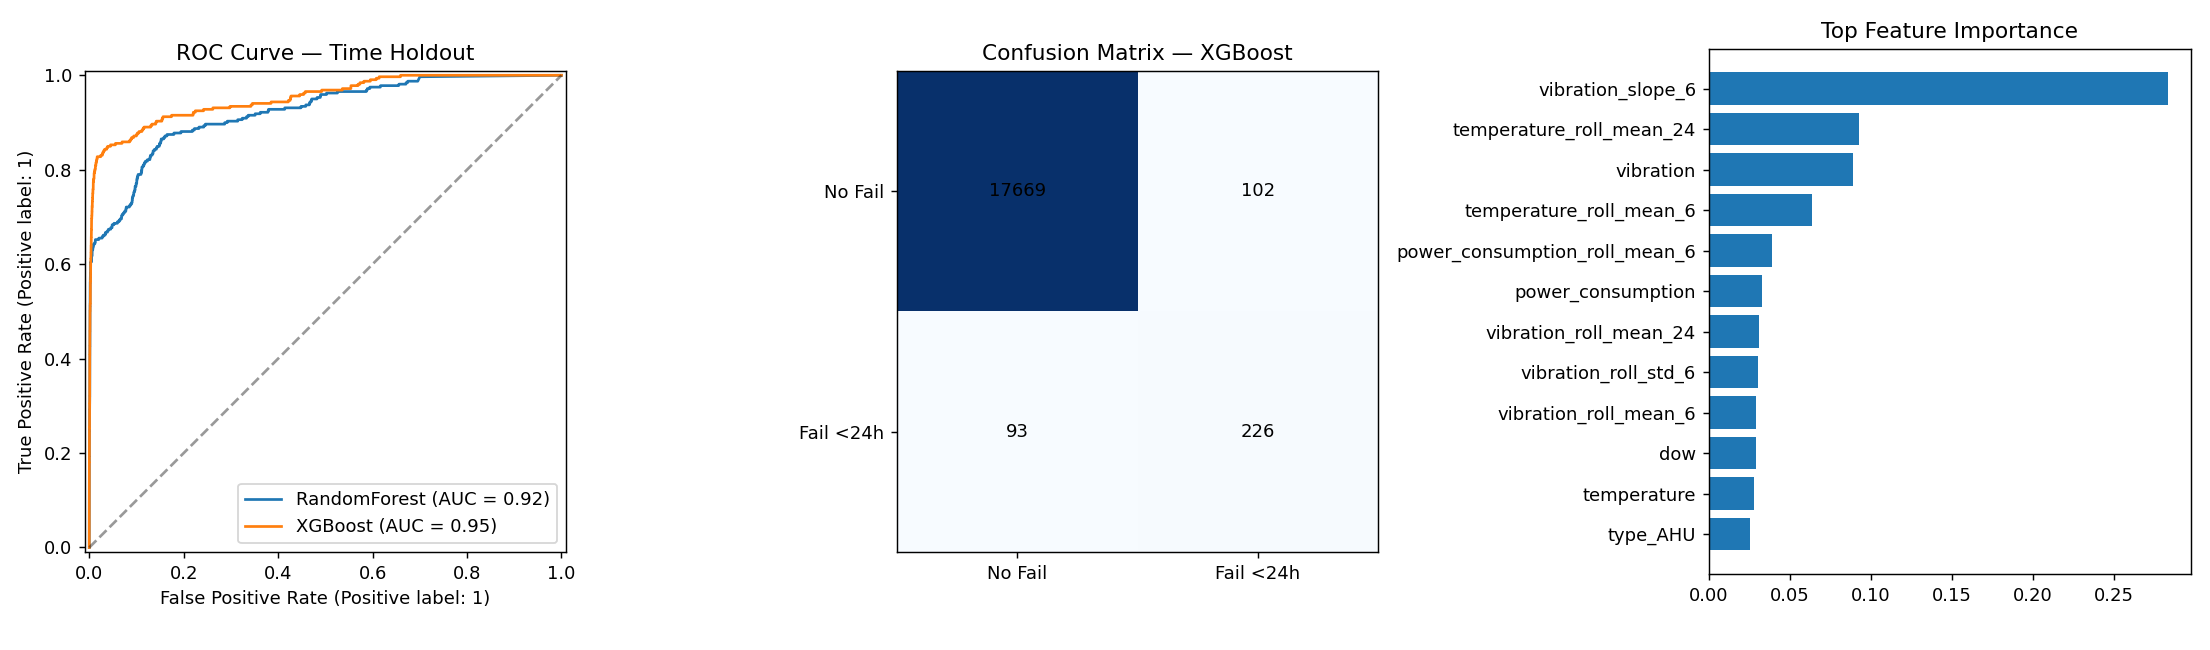 ROC Curve — Time Holdout
True Positive Rate (Positive label: 1)
1.0
0.8
0.6
0.4
0.2
0.0
0.0 0.2 0.4 0.6 0.8 1.0
False Positive Rate (Positive label: 1)
RandomForest (AUC = 0.92)
XGBoost (AUC = 0.95)
Confusion Matrix — XGBoost
No Fail 17669 102
Fail <24h 93 226
No Fail Fail <24h
Top Feature Importance
vibration_slope_6
temperature_roll_mean_24
vibration
temperature_roll_mean_6
power_consumption_roll_mean_6
power_consumption
vibration_roll_mean_24
vibration_roll_std_6
vibration_roll_mean_6
dow
temperature
type_AHU
0.00 0.05 0.10 0.15 0.20 0.25